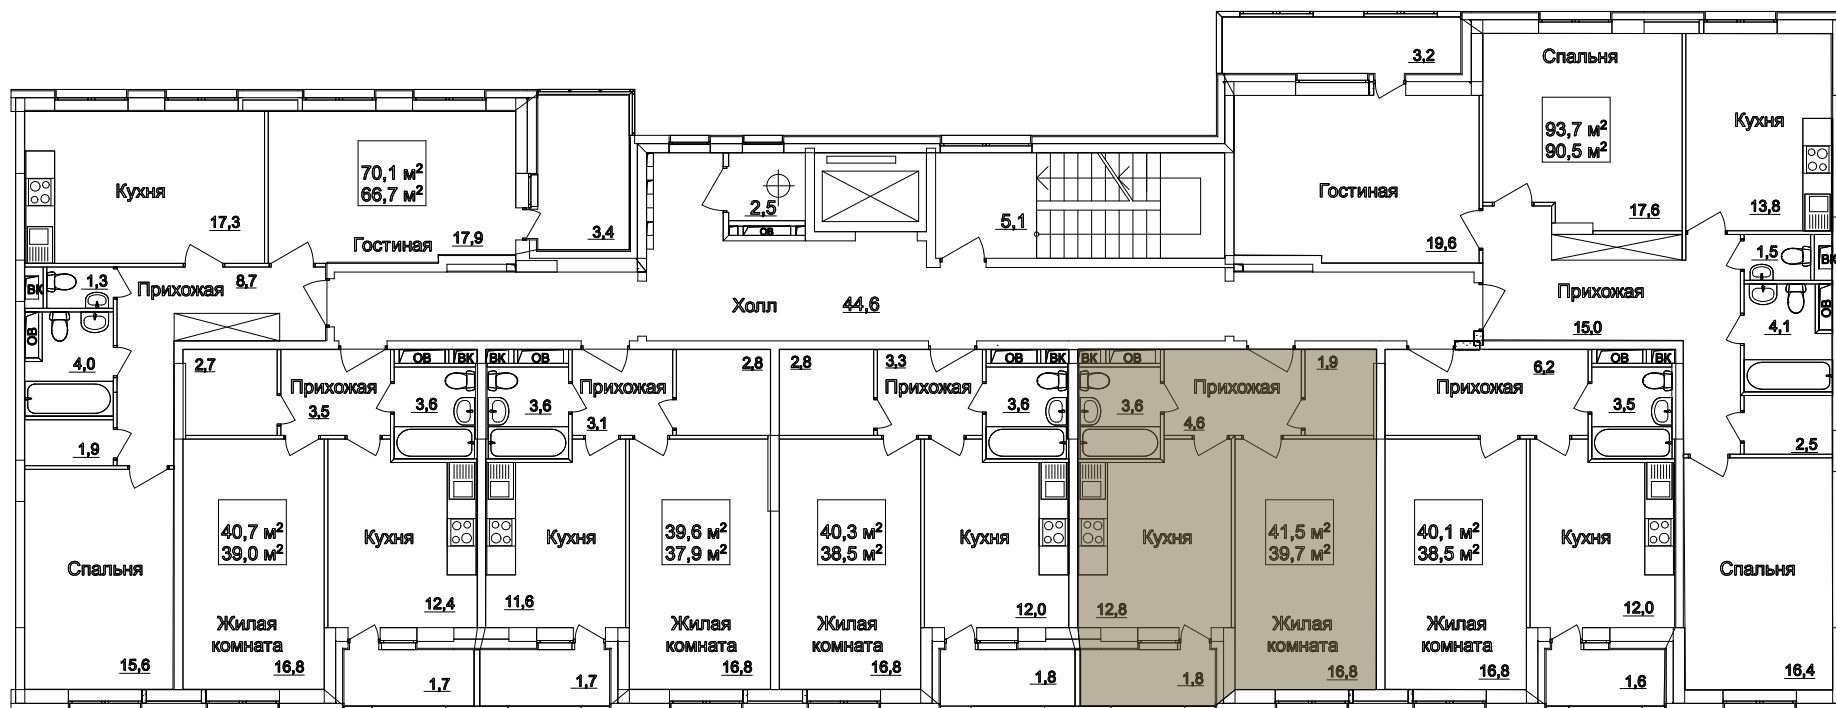 3,2
Спальня
93,7 м²
90,5 м²
Кухня
17,6
13,8
Гостиная
19,6
1,5
ВК
Прихожая
15,0
4,1
ОВ
2,5
Спальня
16,4
Кухня
17,3
70,1 м²
66,7 м²
Гостиная
17,9
3,4
2,5
ОВ
5,1
Холл
44,6
ВК
1,3
Прихожая
8,7
ОВ
4,0
1,9
Спальня
15,6
2,7
Прихожая
3,5
ОВ
ВК
3,6
40,7 м²
39,0 м²
Кухня
12,4
Жилая
комната
16,8
1,7
ВК
ОВ
3,6
Прихожая
3,1
2,8
Кухня
11,6
39,6 м²
37,9 м²
Жилая
комната
16,8
1,7
2,8
3,3
Прихожая
ОВ
ВК
3,6
40,3 м²
38,5 м²
Кухня
12,0
Жилая
комната
16,8
1,8
ВК
ОВ
3,6
Прихожая
4,6
1,9
Кухня
12,8
41,5 м²
39,7 м²
Жилая
комната
16,8
1,8
Прихожая
6,2
ОВ
ВК
3,5
40,1 м²
38,5 м²
Кухня
12,0
Жилая
комната
16,8
1,6